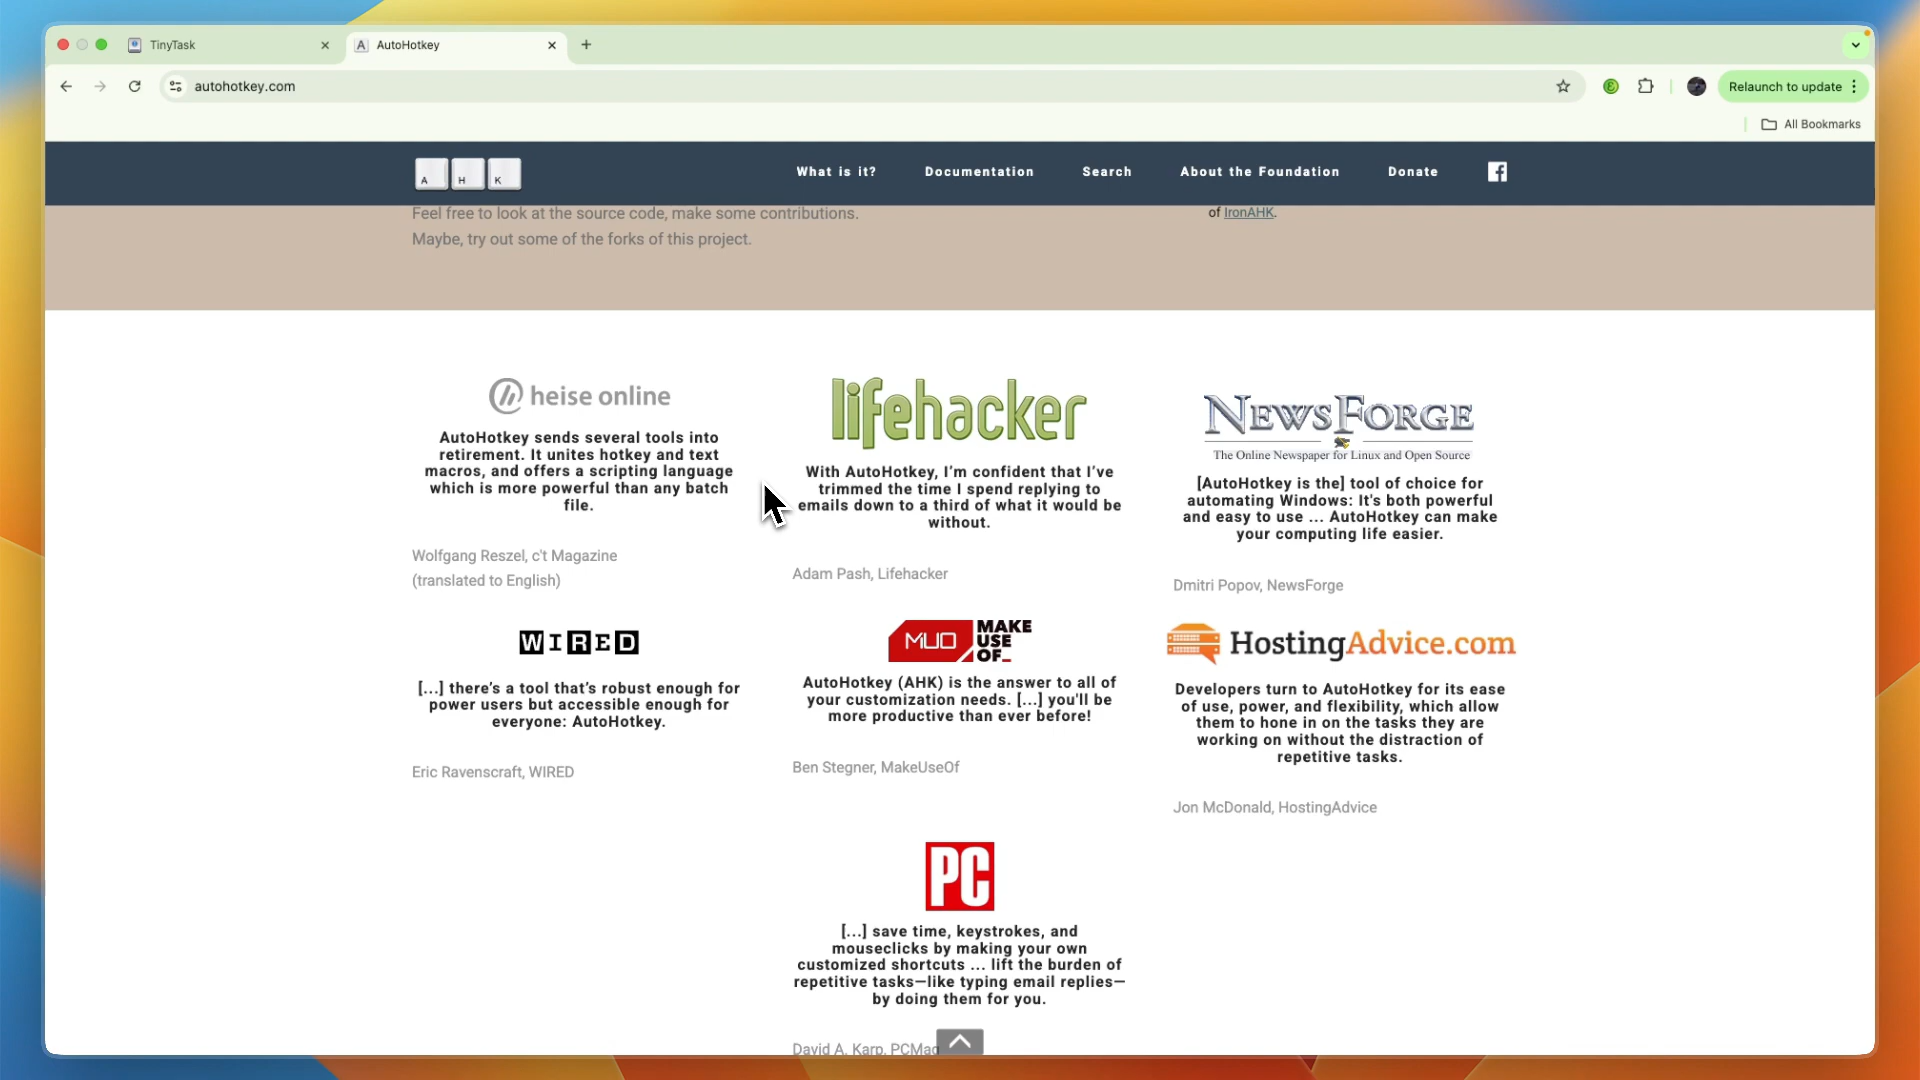 TinyTask
A AutoHotkey
autohotkey.com
Relaunch to update
All Bookmarks
A H K
What is it?
Documentation
Search
About the Foundation
Donate
Feel free to look at the source code, make some contributions.
Maybe, try out some of the forks of this project.
of IronAHK.
heise online
AutoHotkey sends several tools into
retirement. It unites hotkey and text
macros, and offers a scripting language
which is more powerful than any batch
file.
Wolfgang Reszel, c't Magazine
(translated to English)
lifehacker
With AutoHotkey, I’m confident that I’ve
trimmed the time I spend replying to
emails down to a third of what it would be
without.
Adam Pash, Lifehacker
NEWSFORGE
The Online Newspaper for Linux and Open Source
[AutoHotkey is the] tool of choice for
automating Windows: It's both powerful
and easy to use ... AutoHotkey can make
your computing life easier.
Dmitri Popov, NewsForge
WIRED
[...] there’s a tool that’s robust enough for
power users but accessible enough for
everyone: AutoHotkey.
Eric Ravenscraft, WIRED
MUO MAKE
USE
OF_
AutoHotkey (AHK) is the answer to all of
your customization needs. [...] you'll be
more productive than ever before!
Ben Stegner, MakeUseOf
HostingAdvice.com
Developers turn to AutoHotkey for its ease
of use, power, and flexibility, which allow
them to hone in on the tasks they are
working on without the distraction of
repetitive tasks.
Jon McDonald, HostingAdvice
PC
[...] save time, keystrokes, and
mouseclicks by making your own
customized shortcuts ... lift the burden of
repetitive tasks—like typing email replies—
by doing them for you.
David A. Karp, PCMag